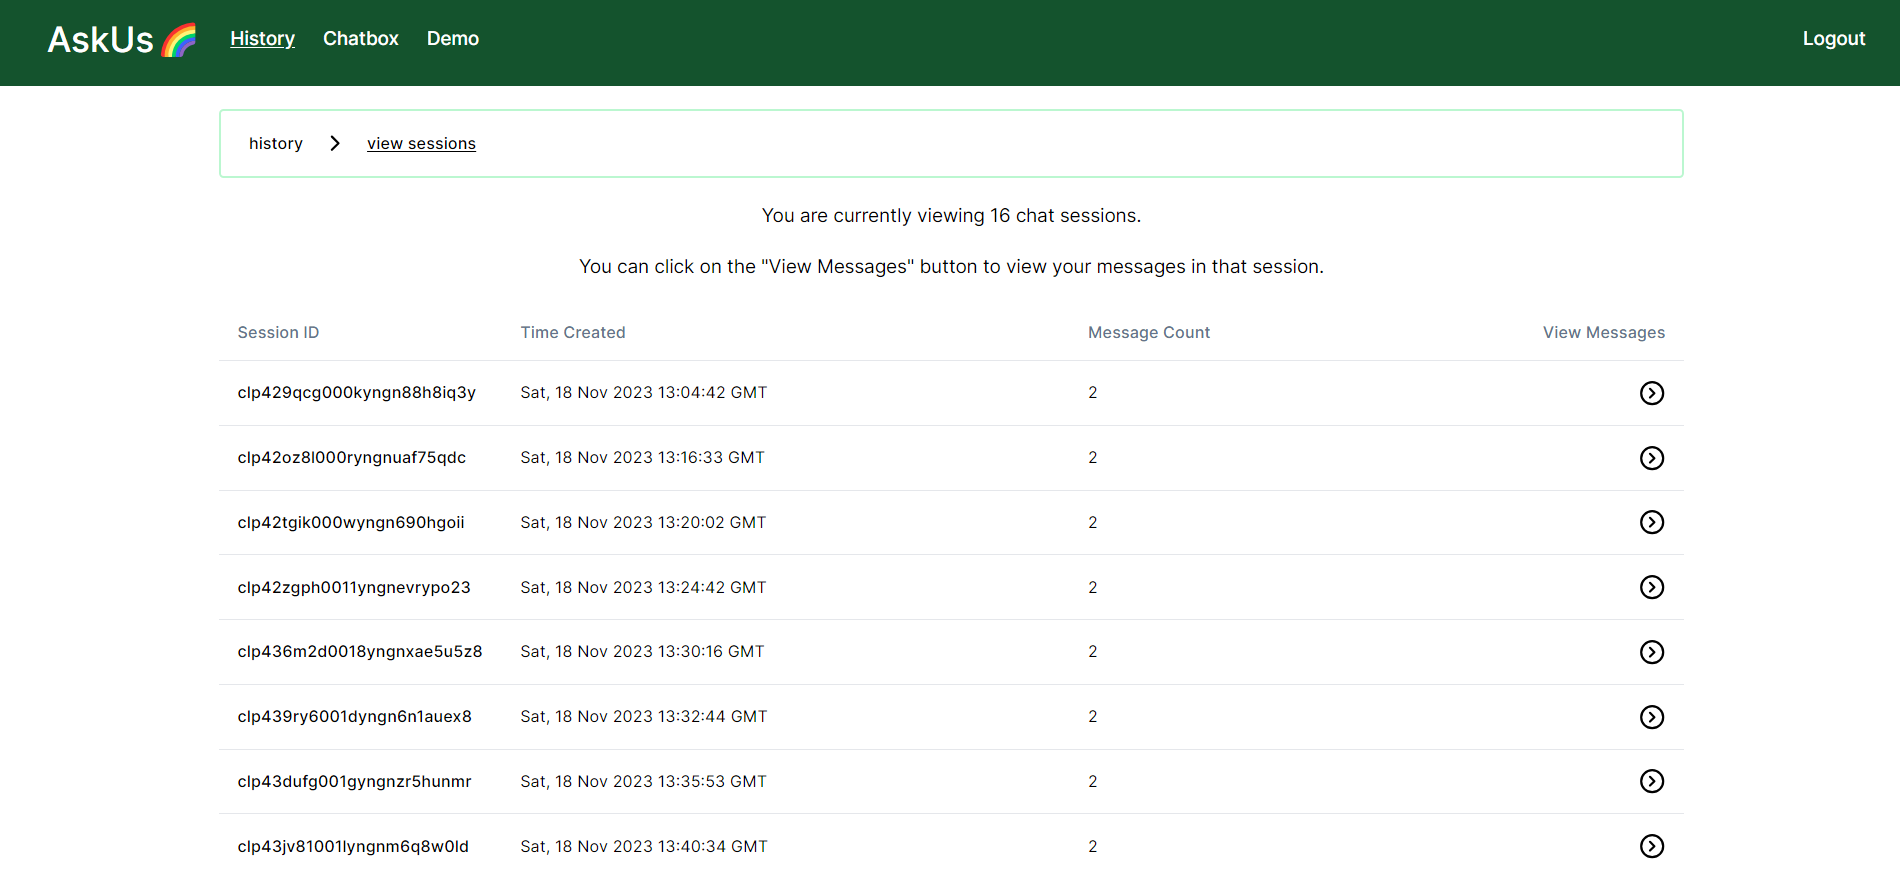 AskUs History Chatbox Demo Logout
history view sessions
You are currently viewing 16 chat sessions.
You can click on the "View Messages" button to view your messages in that session.
Session ID Time Created Message Count View Messages
clp429qcg000kyngn88h8iq3y Sat, 18 Nov 2023 13:04:42 GMT 2
clp42oz8l000ryngnuaf75qdc Sat, 18 Nov 2023 13:16:33 GMT 2
clp42tgik000wyngn690hgoii Sat, 18 Nov 2023 13:20:02 GMT 2
clp42zgph0011yngnevrypo23 Sat, 18 Nov 2023 13:24:42 GMT 2
clp436m2d0018yngnxae5u5z8 Sat, 18 Nov 2023 13:30:16 GMT 2
clp439ry6001dyngn6n1auex8 Sat, 18 Nov 2023 13:32:44 GMT 2
clp43dufg001gyngnzr5hunmr Sat, 18 Nov 2023 13:35:53 GMT 2
clp43jv81001lyngnm6q8w0ld Sat, 18 Nov 2023 13:40:34 GMT 2